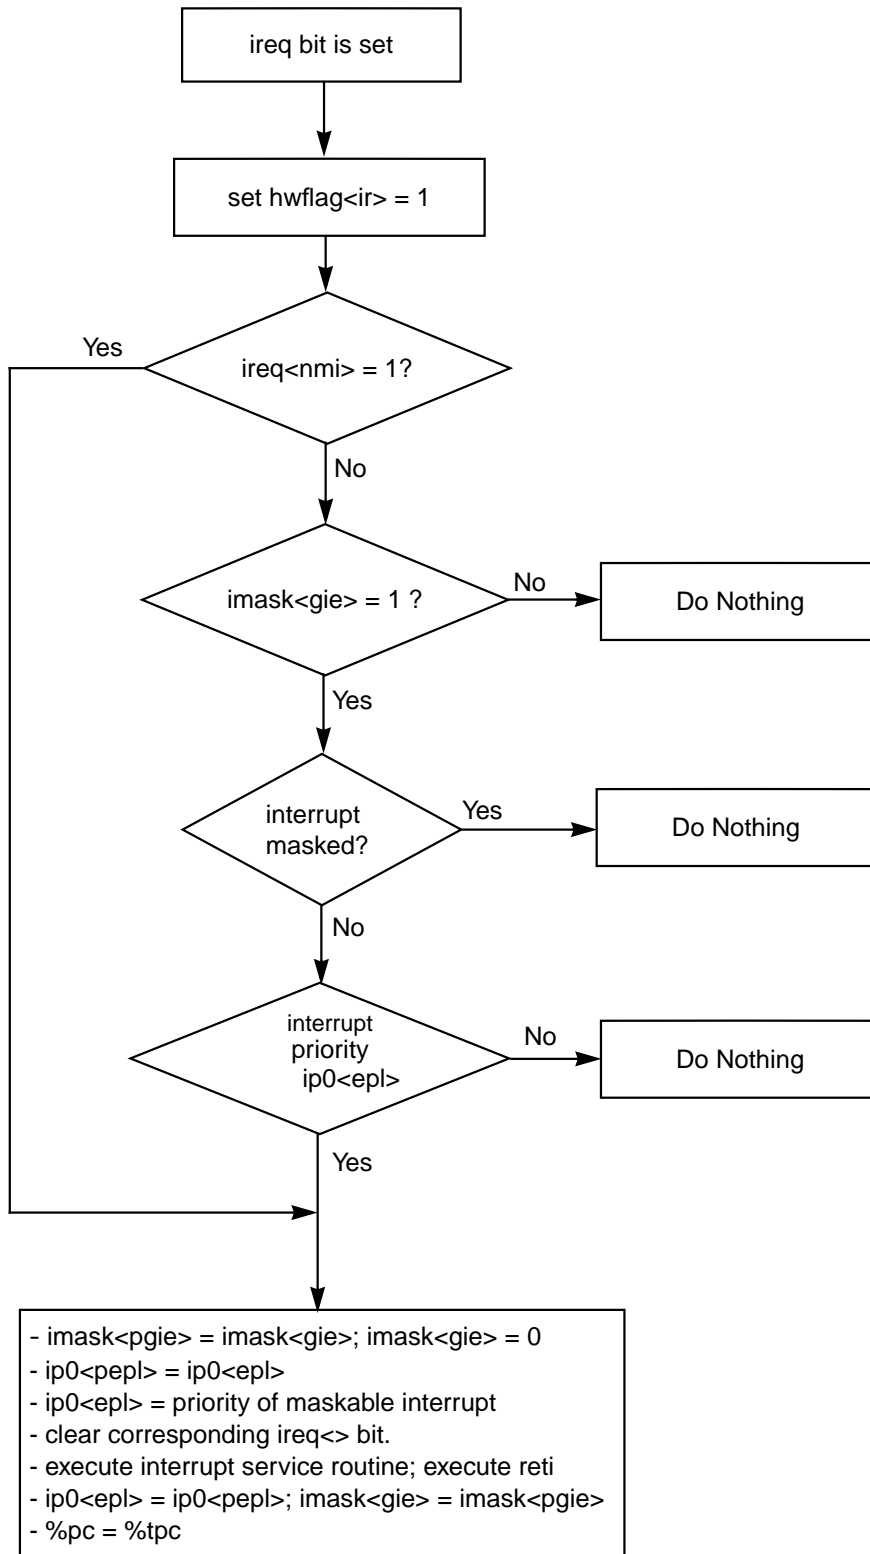 ireq bit is set
set hwflag<ir> = 1
Yes
ireq<nmi> = 1?
No
imask<gie> = 1 ?
No
Do Nothing
Yes
interrupt
masked?
Yes
Do Nothing
No
interrupt
priority
ip0<epl>
No
Do Nothing
Yes
- imask<pgie> = imask<gie>; imask<gie> = 0
- ip0<pepl> = ip0<epl>
- ip0<epl> = priority of maskable interrupt
- clear corresponding ireq<> bit.
- execute interrupt service routine; execute reti
- ip0<epl> = ip0<pepl>; imask<gie> = imask<pgie>
- %pc = %tpc